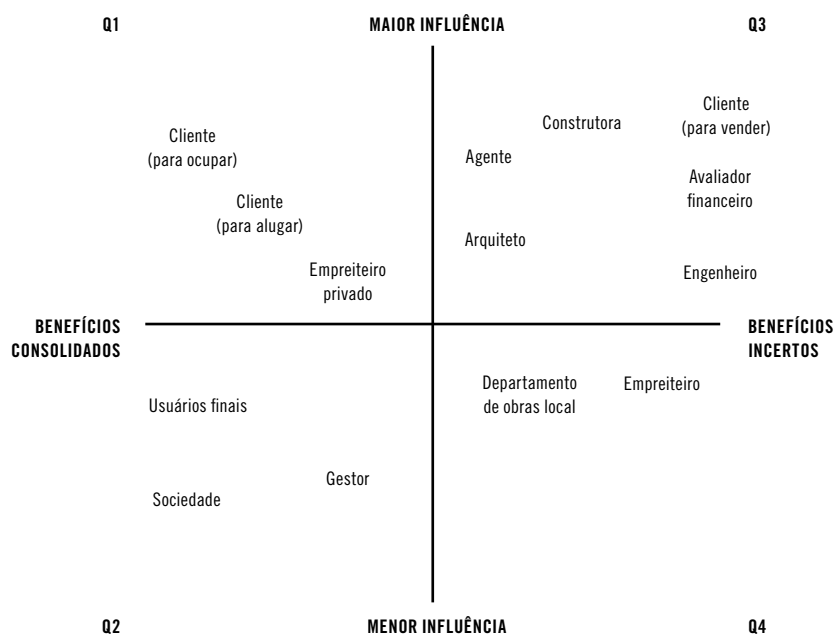 Q1
MAIOR INFLUÊNCIA
Q3
Cliente
(para ocupar)
Cliente
(para alugar)
Empreiteiro
privado
Agente
Construtora
Cliente
(para vender)
Avaliador
financeiro
Arquiteto
Engenheiro
BENEFÍCIOS
CONSOLIDADOS
BENEFÍCIOS
INCERTOS
Usuários finais
Gestor
Sociedade
Departamento
de obras local
Empreiteiro
Q2
MENOR INFLUÊNCIA
Q4